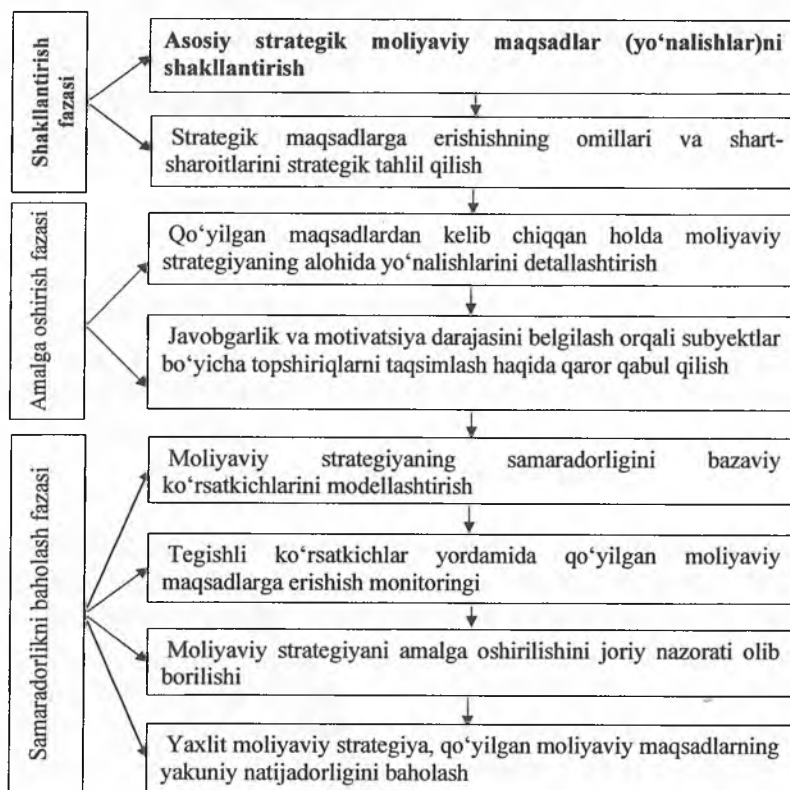 Shakllantirish
fazasi
Asosiy strategik moliyaviy maqsadlar (yo‘nalishlar)ni
shakllantirish
Strategik maqsadlarga erishishning omillari va shart-
sharoitlarini strategik tahlil qilish
Amalga oshirish fazasi
Qo‘yilgan maqsadlardan kelib chiqqan holda moliyaviy
strategiyaning alohida yo‘nalishlarini detallashtirish
Javobgarlik va motivatsiya darajasini belgilash orqali subyektlar
bo‘yicha topshiriqlarni taqsimlash haqida qaror qabul qilish
Samaradorlikni baholash fazasi
Moliyaviy strategiyaning samaradorligini bazaviy
ko‘rsatkichlarini modellashtirish
Tegishli ko‘rsatkichlar yordamida qo‘yilgan moliyaviy
maqsadlarga erishish monitoringi
Moliyaviy strategiyani amalga oshirilishini joriy nazorati olib
borilishi
Yaxlit moliyaviy strategiya, qo‘yilgan moliyaviy maqsadlarning
yakuniy natijadorligini baholash